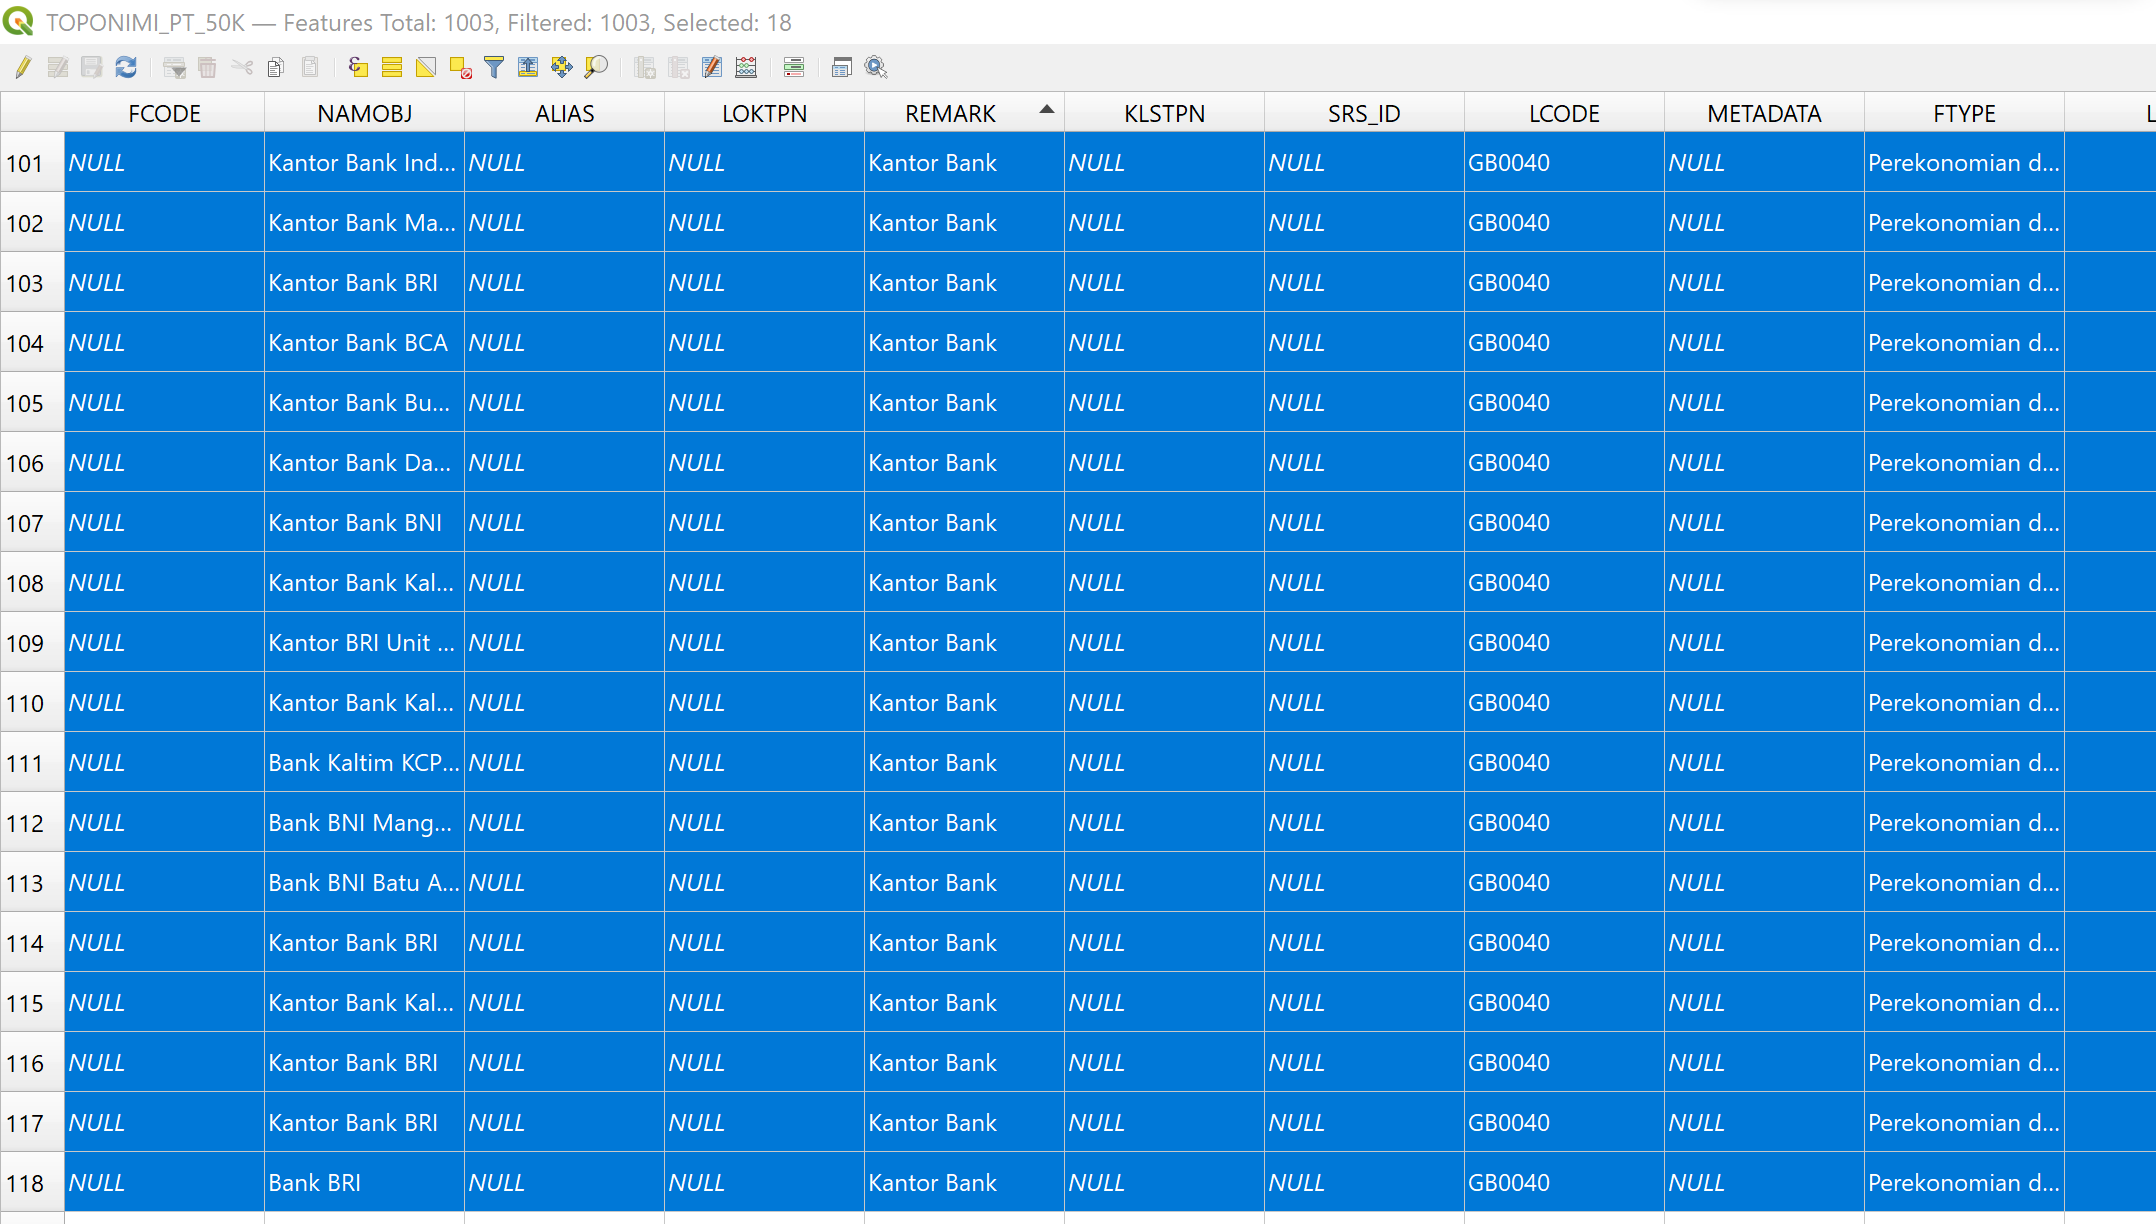 TOPONIMI_PT_50K — Features Total: 1003, Filtered: 1003, Selected: 18
FCODE NAMOBJ ALIAS LOKTPN REMARK KLSTPN SRS_ID LCODE METADATA FTYPE L
101 NULL Kantor Bank Ind... NULL NULL Kantor Bank NULL NULL GB0040 NULL Perekonomian d...
102 NULL Kantor Bank Ma... NULL NULL Kantor Bank NULL NULL GB0040 NULL Perekonomian d...
103 NULL Kantor Bank BRI NULL NULL Kantor Bank NULL NULL GB0040 NULL Perekonomian d...
104 NULL Kantor Bank BCA NULL NULL Kantor Bank NULL NULL GB0040 NULL Perekonomian d...
105 NULL Kantor Bank Bu... NULL NULL Kantor Bank NULL NULL GB0040 NULL Perekonomian d...
106 NULL Kantor Bank Da... NULL NULL Kantor Bank NULL NULL GB0040 NULL Perekonomian d...
107 NULL Kantor Bank BNI NULL NULL Kantor Bank NULL NULL GB0040 NULL Perekonomian d...
108 NULL Kantor Bank Kal... NULL NULL Kantor Bank NULL NULL GB0040 NULL Perekonomian d...
109 NULL Kantor BRI Unit ... NULL NULL Kantor Bank NULL NULL GB0040 NULL Perekonomian d...
110 NULL Kantor Bank Kal... NULL NULL Kantor Bank NULL NULL GB0040 NULL Perekonomian d...
111 NULL Bank Kaltim KCP... NULL NULL Kantor Bank NULL NULL GB0040 NULL Perekonomian d...
112 NULL Bank BNI Mang... NULL NULL Kantor Bank NULL NULL GB0040 NULL Perekonomian d...
113 NULL Bank BNI Batu A... NULL NULL Kantor Bank NULL NULL GB0040 NULL Perekonomian d...
114 NULL Kantor Bank BRI NULL NULL Kantor Bank NULL NULL GB0040 NULL Perekonomian d...
115 NULL Kantor Bank Kal... NULL NULL Kantor Bank NULL NULL GB0040 NULL Perekonomian d...
116 NULL Kantor Bank BRI NULL NULL Kantor Bank NULL NULL GB0040 NULL Perekonomian d...
117 NULL Kantor Bank BRI NULL NULL Kantor Bank NULL NULL GB0040 NULL Perekonomian d...
118 NULL Bank BRI NULL NULL Kantor Bank NULL NULL GB0040 NULL Perekonomian d...